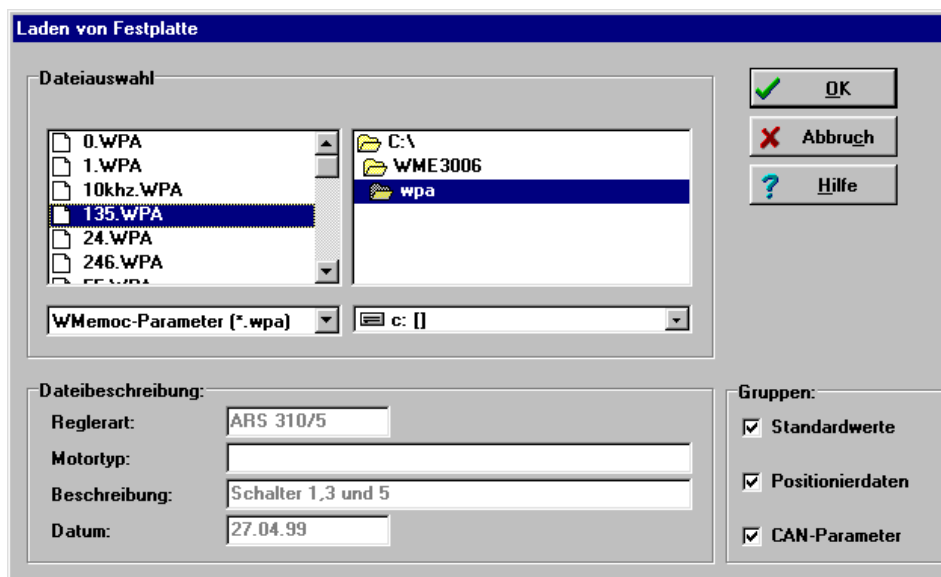 Laden von Festplatte
Dateiauswahl
0.WPA
1.WPA
10khz.WPA
135.WPA
24.WPA
246.WPA
C:\
WME3006
wpa
WMemoc-Parameter (*.wpa)
c: []
OK
Abbruch
Hilfe
Dateibeschreibung:
Reglerart: ARS 310/5
Motortyp:
Beschreibung: Schalter 1,3 und 5
Datum: 27.04.99
Gruppen:
Standardwerte
Positionierdaten
CAN-Parameter